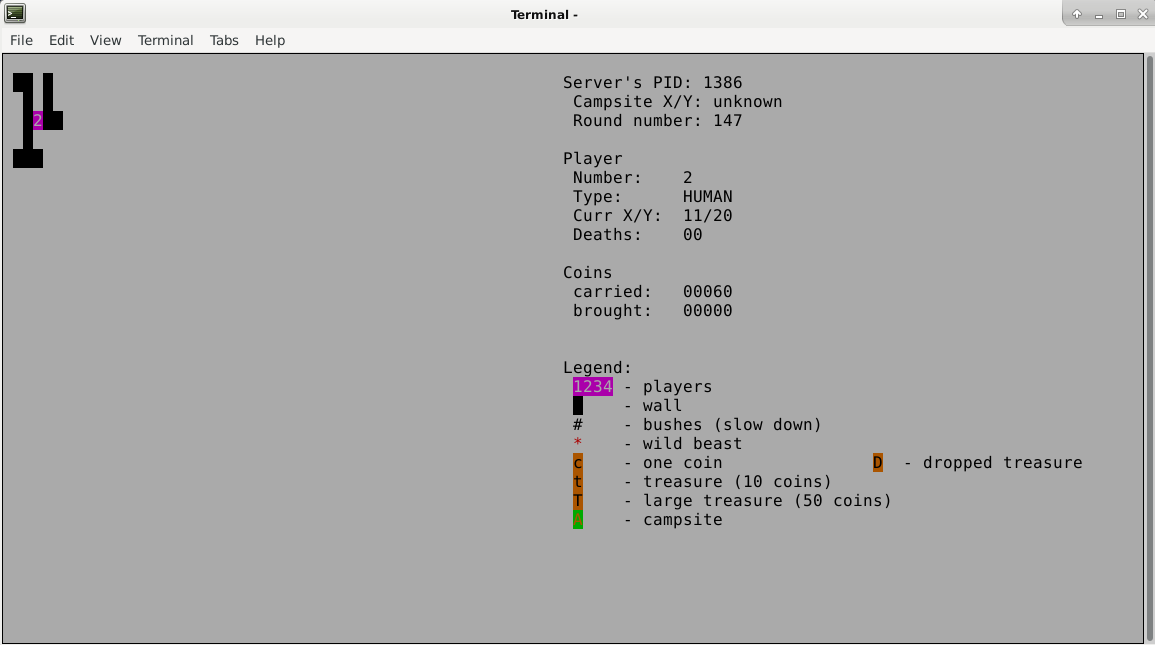 Terminal -
File Edit View Terminal Tabs Help
Server's PID: 1386
Campsite X/Y: unknown
2
Round number: 147
Player
Number: 2
Type: HUMAN
Curr X/Y: 11/20
Deaths: 00
Coins
carried: 00060
brought: 00000
Legend:
1234 - players
- wall
# - bushes (slow down)
* - wild beast
c - one coin D - dropped treasure
t - treasure (10 coins)
T - large treasure (50 coins)
- campsite